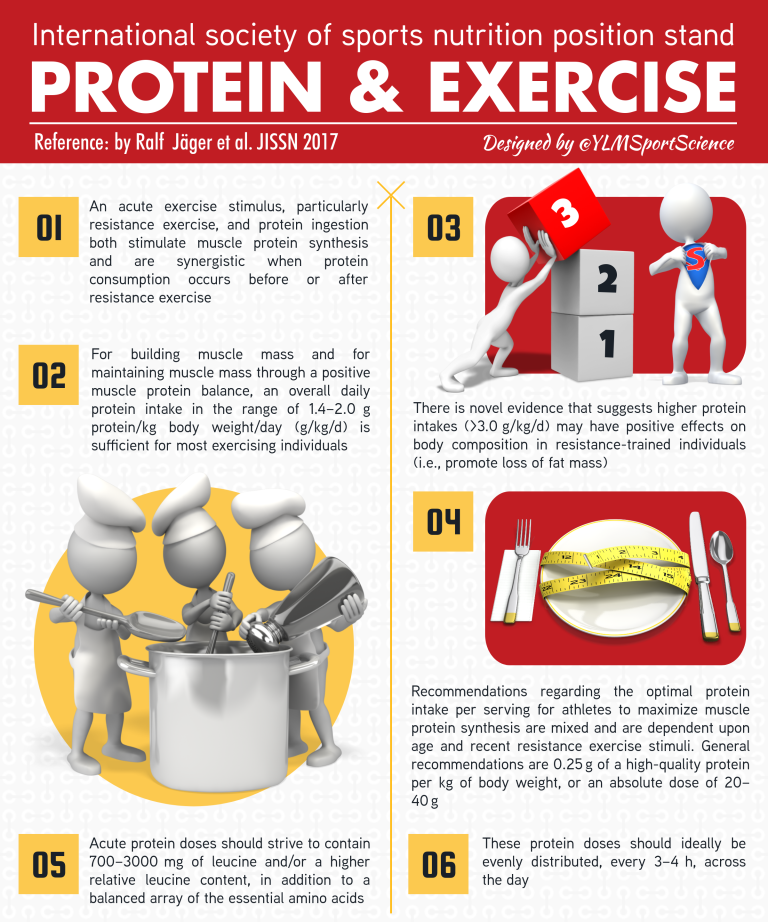 International society of sports nutrition position stand
PROTEIN & EXERCISE
Reference: by Ralf Jäger et al. JISSN 2017
Designed by @YLMSportScience
01
An acute exercise stimulus, particularly
resistance exercise, and protein ingestion
both stimulate muscle protein synthesis
and are synergistic when protein
consumption occurs before or after
resistance exercise
02
For building muscle mass and for
maintaining muscle mass through a positive
muscle protein balance, an overall daily
protein intake in the range of 1.4–2.0 g
protein/kg body weight/day (g/kg/d) is
sufficient for most exercising individuals
03
3
2
1
S
There is novel evidence that suggests higher protein
intakes (>3.0 g/kg/d) may have positive effects on
body composition in resistance-trained individuals
(i.e., promote loss of fat mass)
04
Recommendations regarding the optimal protein
intake per serving for athletes to maximize muscle
protein synthesis are mixed and are dependent upon
age and recent resistance exercise stimuli. General
recommendations are 0.25 g of a high-quality protein
per kg of body weight, or an absolute dose of 20–
40 g
05
Acute protein doses should strive to contain
700–3000 mg of leucine and/or a higher
relative leucine content, in addition to a
balanced array of the essential amino acids
06
These protein doses should ideally be
evenly distributed, every 3–4 h, across
the day